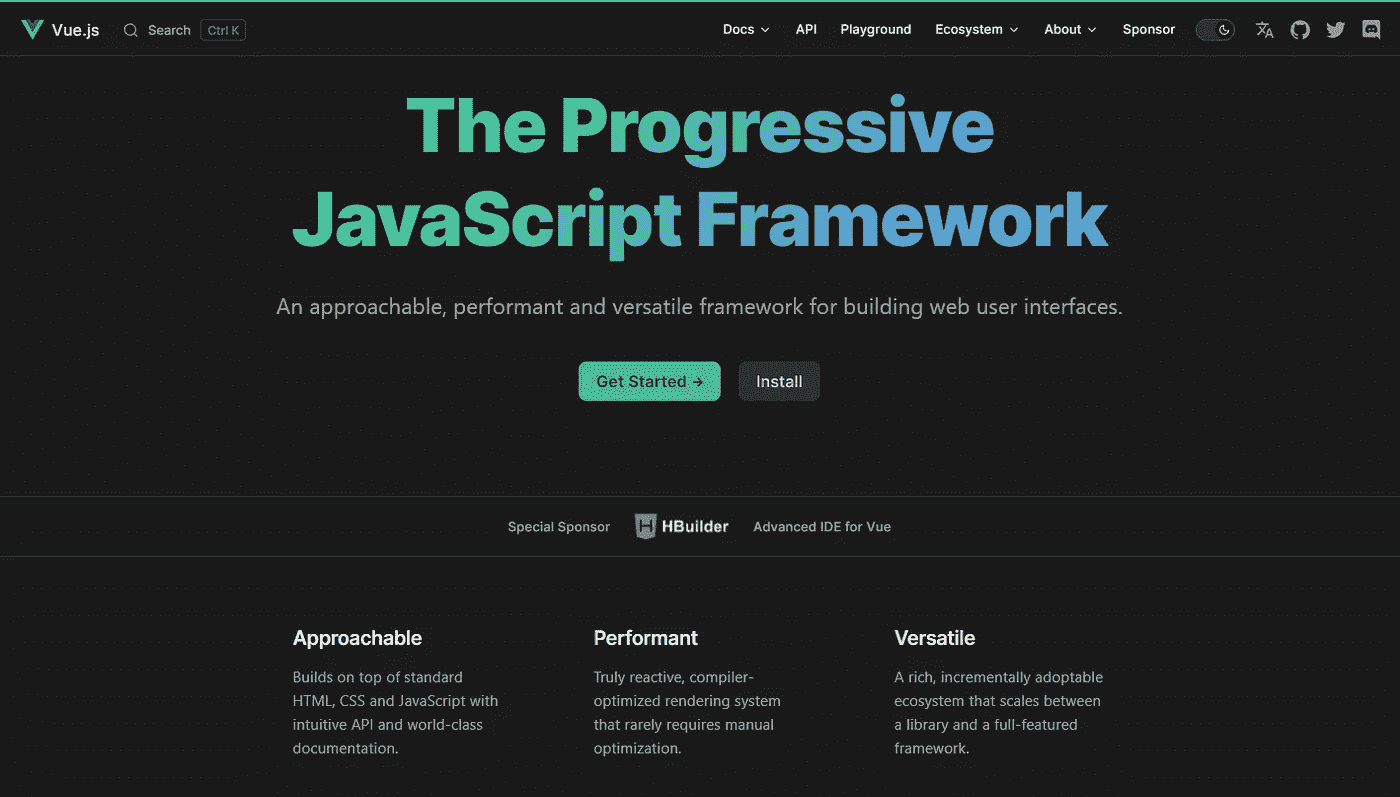 Vue.js Search Ctrl K Docs API Playground Ecosystem About Sponsor
The Progressive
JavaScript Framework
An approachable, performant and versatile framework for building web user interfaces.
Get Started → Install
Special Sponsor HBuilder Advanced IDE for Vue
Approachable
Builds on top of standard
HTML, CSS and JavaScript with
intuitive API and world-class
documentation.
Performant
Truly reactive, compiler-
optimized rendering system
that rarely requires manual
optimization.
Versatile
A rich, incrementally adoptable
ecosystem that scales between
a library and a full-featured
framework.